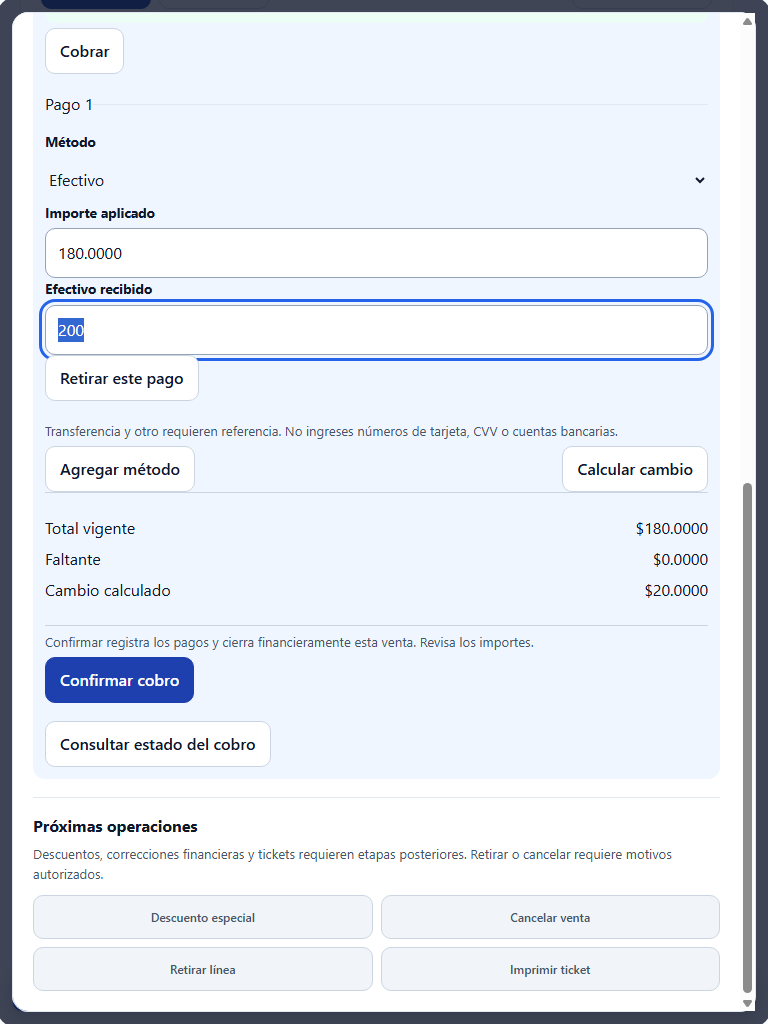 Cobrar
Pago 1
Método
Efectivo
Importe aplicado
180.0000
Efectivo recibido
200
Retirar este pago
Transferencia y otro requieren referencia. No ingreses números de tarjeta, CVV o cuentas bancarias.
Agregar método
Calcular cambio
Total vigente $180.0000
Faltante $0.0000
Cambio calculado $20.0000
Confirmar registra los pagos y cierra financieramente esta venta. Revisa los importes.
Confirmar cobro
Consultar estado del cobro
Próximas operaciones
Descuentos, correcciones financieras y tickets requieren etapas posteriores. Retirar o cancelar requiere motivos
autorizados.
Descuento especial
Cancelar venta
Retirar línea
Imprimir ticket